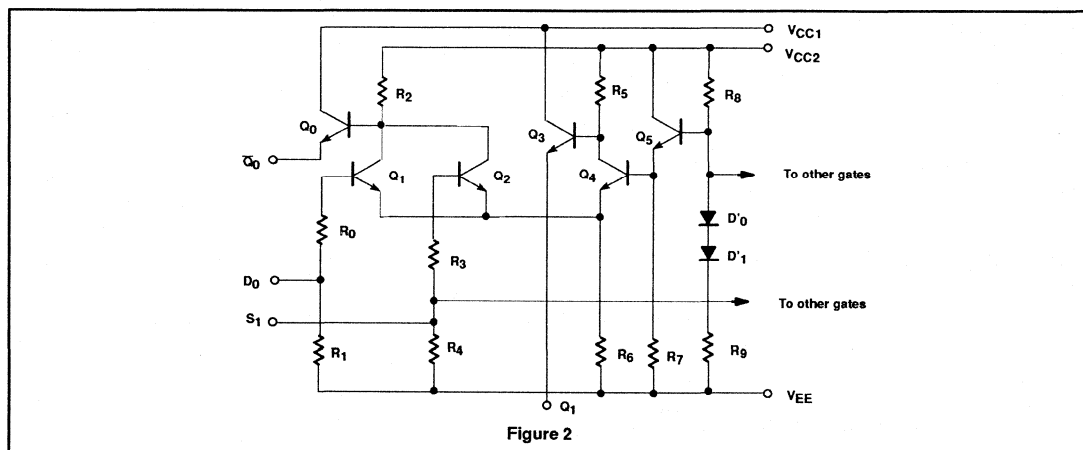 VCC1
VCC2
R2
R5
R8
Q0
Q3
Q5
Q̅0
Q1
Q2
Q4
To other gates
R0
D'0
R3
D'1
D0
To other gates
S1
R1
R4
R6
R7
R9
VEE
Q1
Figure 2